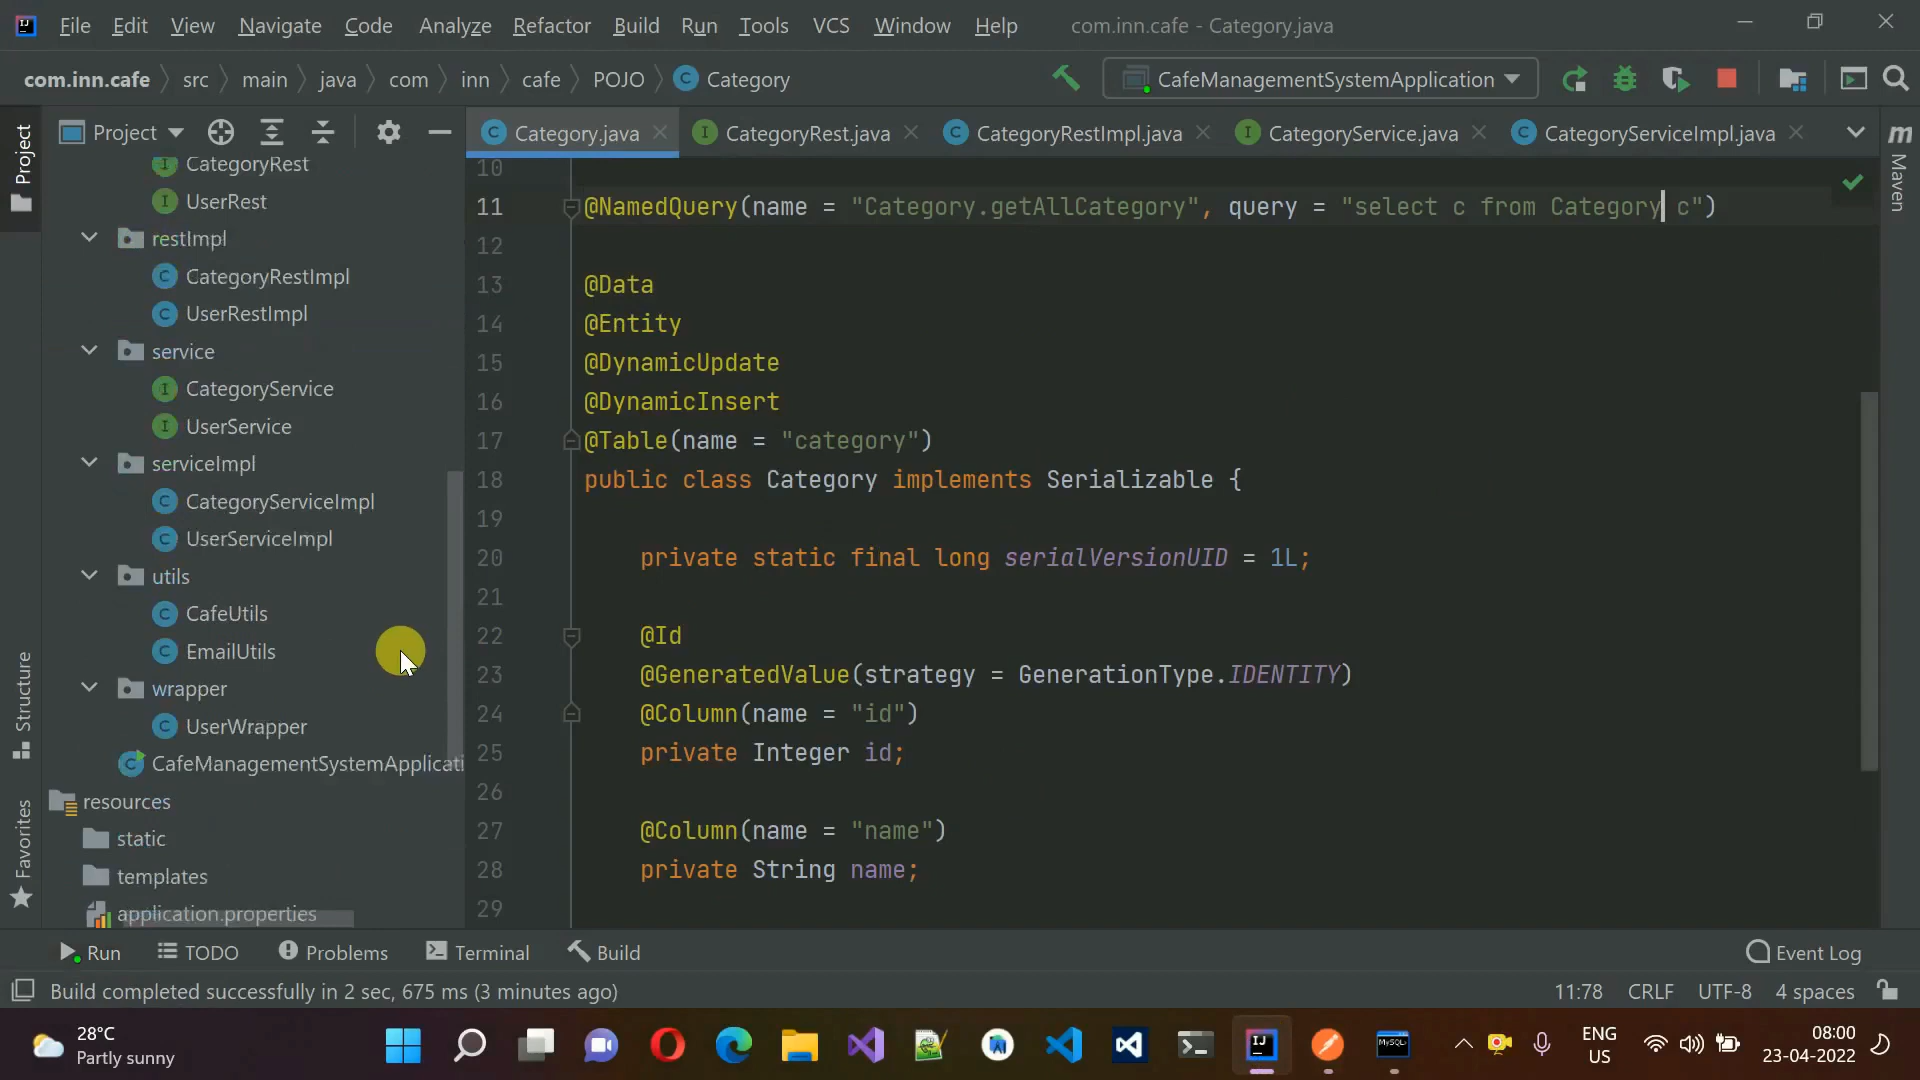 File Edit View Navigate Code Analyze Refactor Build Run Tools VCS Window Help com.inn.cafe - Category.java
com.inn.cafe src main java com inn cafe POJO Category CafeManagementSystemApplication
Project Category.java CategoryRest.java CategoryRestImpl.java CategoryService.java CategoryServiceImpl.java
CategoryRest
UserRest
restImpl
CategoryRestImpl
UserRestImpl
service
CategoryService
UserService
serviceImpl
CategoryServiceImpl
UserServiceImpl
utils
CafeUtils
EmailUtils
wrapper
UserWrapper
CafeManagementSystemApplicati
resources
static
templates
application.properties
10
11 @NamedQuery(name = "Category.getAllCategory", query = "select c from Category c")
12
13 @Data
14 @Entity
15 @DynamicUpdate
16 @DynamicInsert
17 @Table(name = "category")
18 public class Category implements Serializable {
19
20 private static final long serialVersionUID = 1L;
21
22 @Id
23 @GeneratedValue(strategy = GenerationType.IDENTITY)
24 @Column(name = "id")
25 private Integer id;
26
27 @Column(name = "name")
28 private String name;
29
Project
Structure
Favorites
m Maven
Run TODO Problems Terminal Build Event Log
Build completed successfully in 2 sec, 675 ms (3 minutes ago) 11:78 CRLF UTF-8 4 spaces
28°C
Partly sunny
MySQL
ENG
US
08:00
23-04-2022